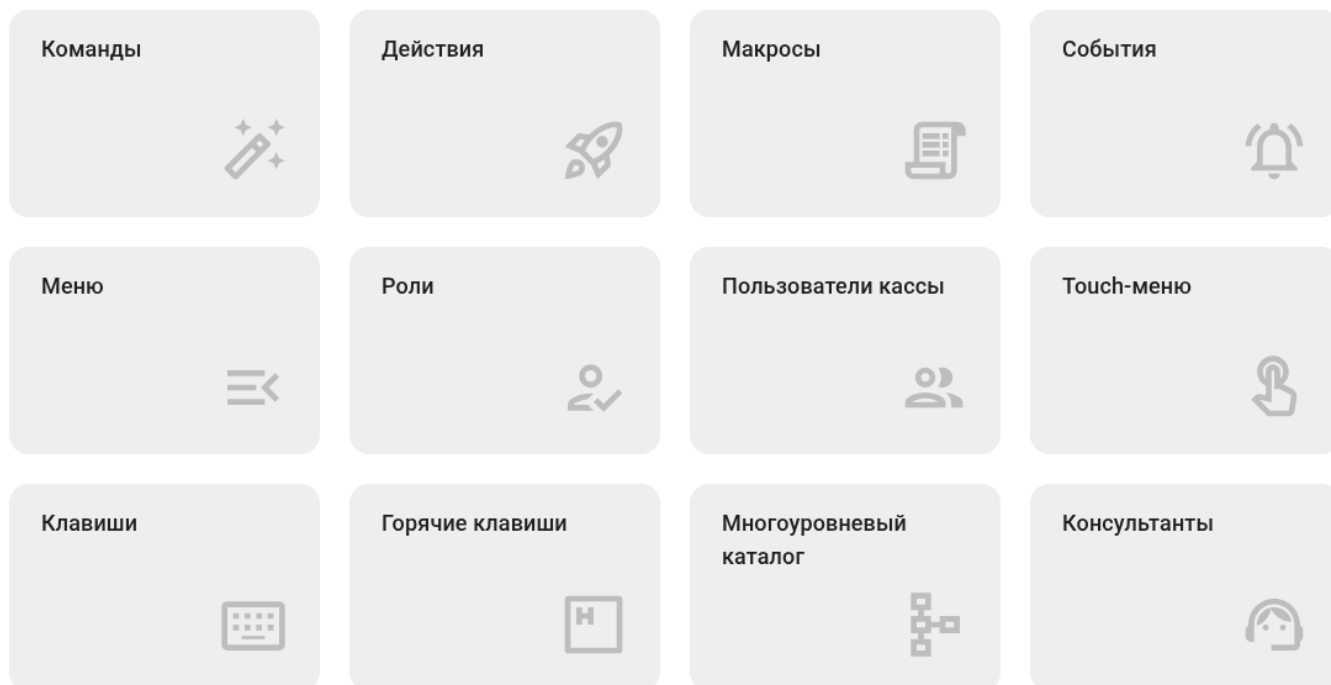 Команды
Действия
Макросы
События
Меню
Роли
Пользователи кассы
Touch-меню
Клавиши
Горячие клавиши
Многоуровневый
каталог
Консультанты
H